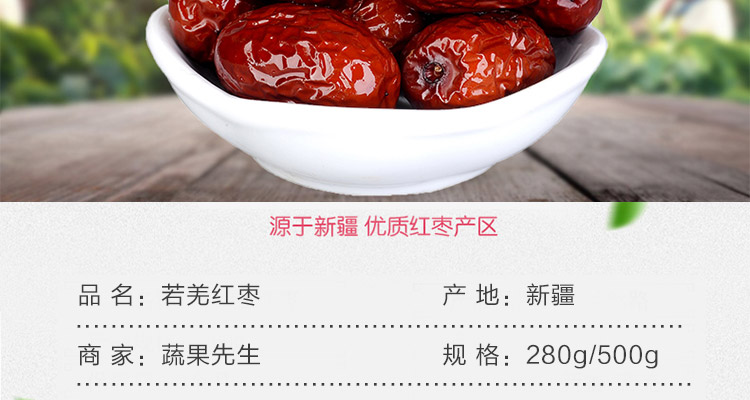 源于新疆 优质红枣产区
品 名：若羌红枣 产 地：新疆
商 家：蔬果先生 规 格：280g/500g